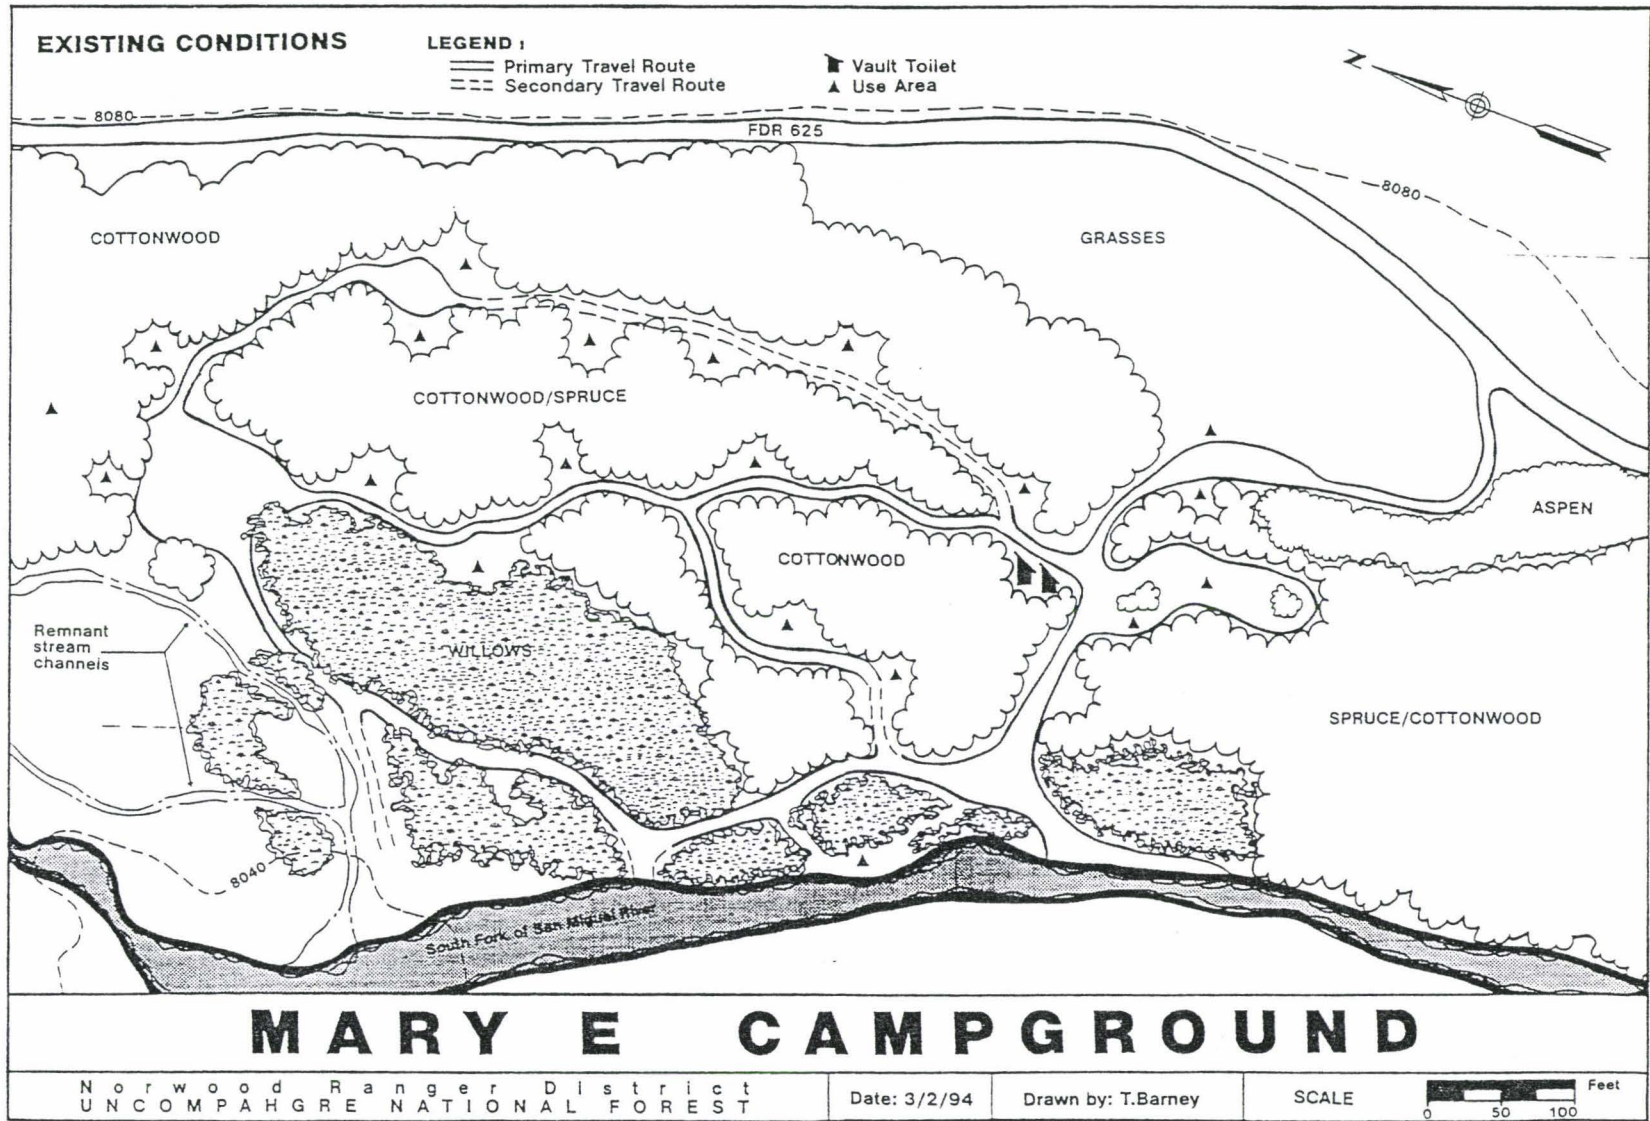 EXISTING CONDITIONS
LEGEND :
Primary Travel Route
Secondary Travel Route
Vault Toilet
Use Area
N
8080
FDR 625
8080
COTTONWOOD
GRASSES
COTTONWOOD/SPRUCE
ASPEN
COTTONWOOD
Remnant
stream
channels
WILLOWS
SPRUCE/COTTONWOOD
8040
South Fork of San Miguel River
MARY E CAMPGROUND
Norwood Ranger District
UNCOMPAHGRE NATIONAL FOREST
Date: 3/2/94
Drawn by: T.Barney
SCALE
Feet
0 50 100